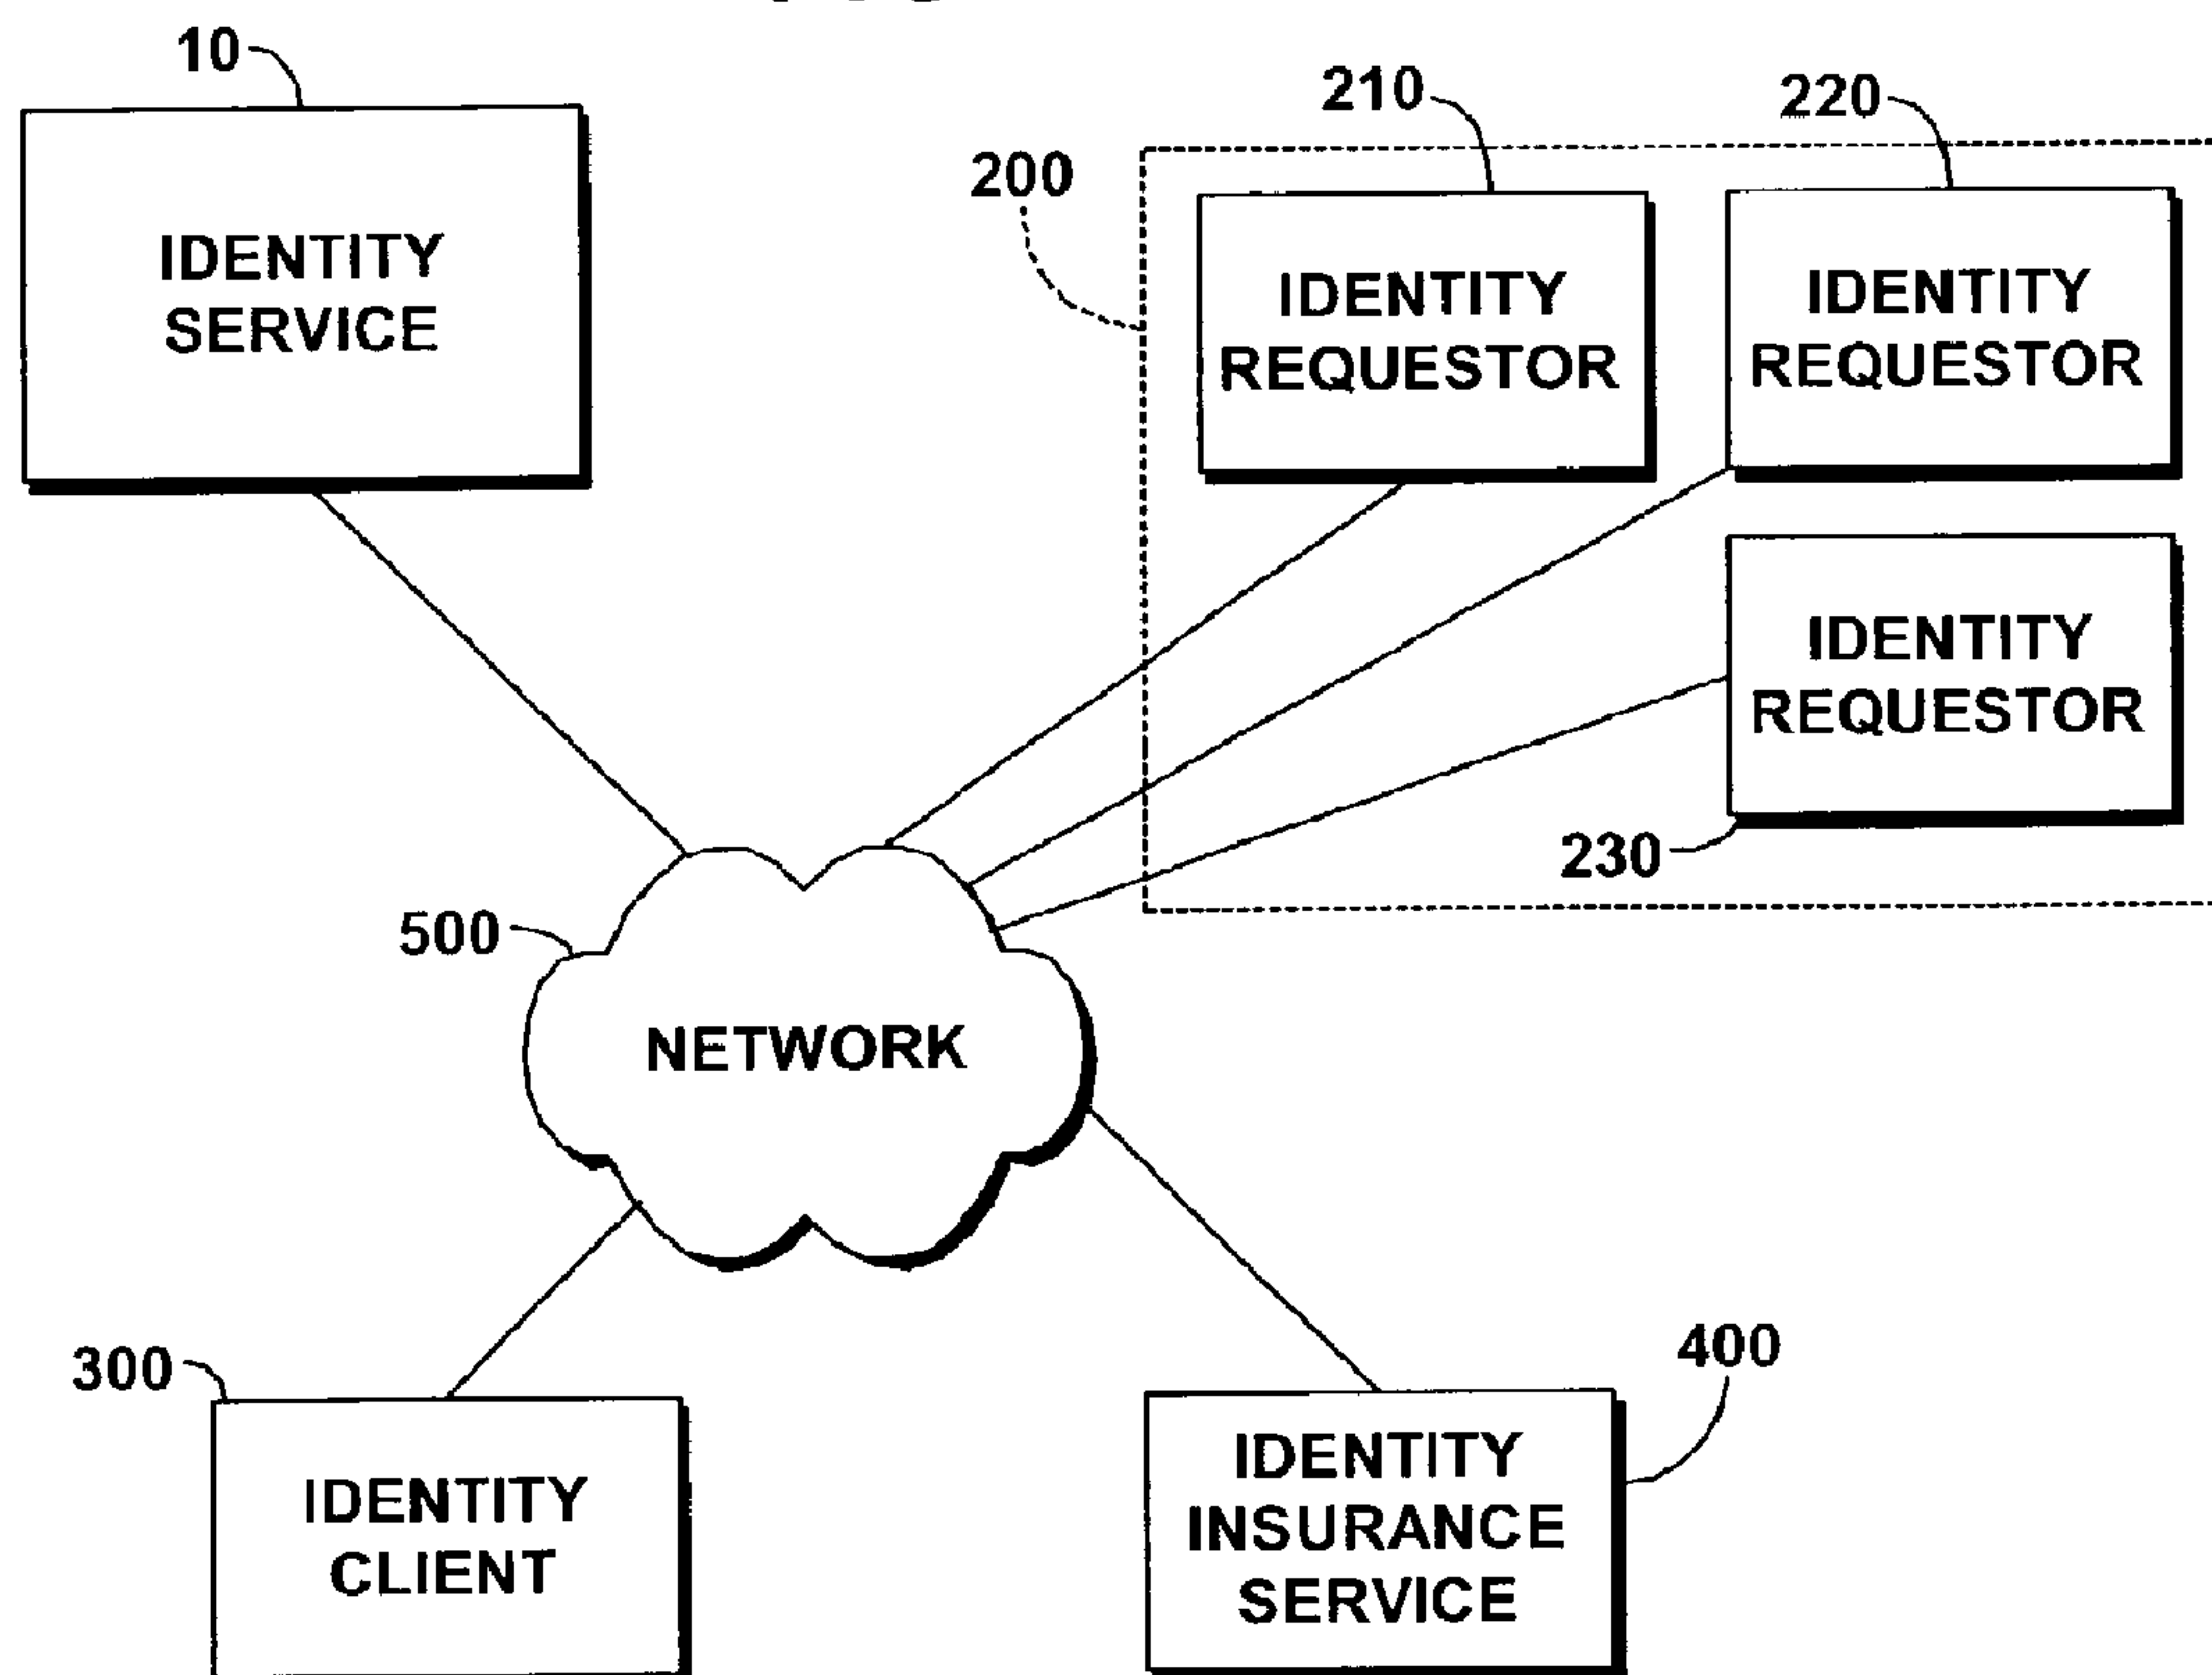 10
210
220
200
IDENTITY
SERVICE
IDENTITY
REQUESTOR
IDENTITY
REQUESTOR
IDENTITY
REQUESTOR
230
500
NETWORK
300
400
IDENTITY
CLIENT
IDENTITY
INSURANCE
SERVICE